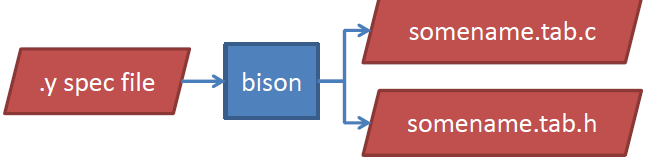 somename.tab.c
.y spec file
bison
somename.tab.h